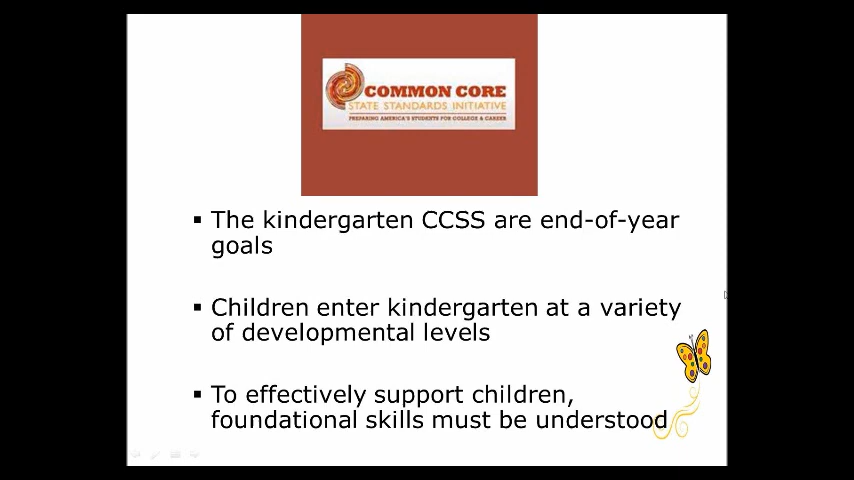 COMMON CORE
STATE STANDARDS INITIATIVE
PREPARING AMERICA'S STUDENTS FOR COLLEGE & CAREER
▪ The kindergarten CCSS are end-of-year
goals
▪ Children enter kindergarten at a variety
of developmental levels
▪ To effectively support children,
foundational skills must be understood